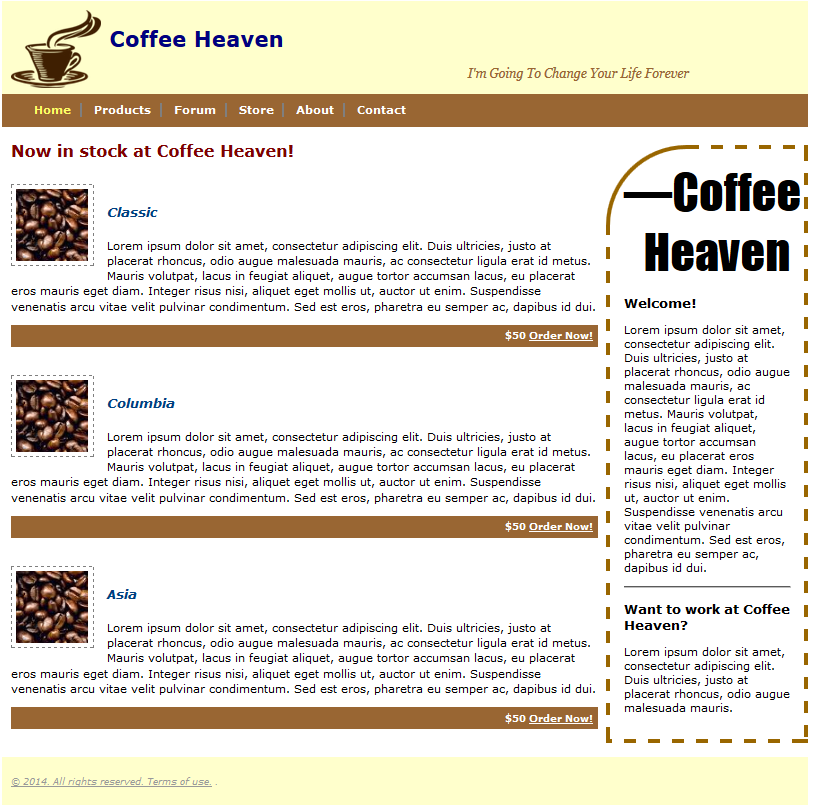 Coffee Heaven
I'm Going To Change Your Life Forever
Home | Products | Forum | Store | About | Contact
Now in stock at Coffee Heaven!
Classic
Lorem ipsum dolor sit amet, consectetur adipiscing elit. Duis ultricies, justo at
placerat rhoncus, odio augue malesuada mauris, ac consectetur ligula erat id metus.
Mauris volutpat, lacus in feugiat aliquet, augue tortor accumsan lacus, eu placerat
eros mauris eget diam. Integer risus nisi, aliquet eget mollis ut, auctor ut enim. Suspendisse
venenatis arcu vitae velit pulvinar condimentum. Sed est eros, pharetra eu semper ac, dapibus id dui.
$50 Order Now!
Columbia
Lorem ipsum dolor sit amet, consectetur adipiscing elit. Duis ultricies, justo at
placerat rhoncus, odio augue malesuada mauris, ac consectetur ligula erat id metus.
Mauris volutpat, lacus in feugiat aliquet, augue tortor accumsan lacus, eu placerat
eros mauris eget diam. Integer risus nisi, aliquet eget mollis ut, auctor ut enim. Suspendisse
venenatis arcu vitae velit pulvinar condimentum. Sed est eros, pharetra eu semper ac, dapibus id dui.
$50 Order Now!
Asia
Lorem ipsum dolor sit amet, consectetur adipiscing elit. Duis ultricies, justo at
placerat rhoncus, odio augue malesuada mauris, ac consectetur ligula erat id metus.
Mauris volutpat, lacus in feugiat aliquet, augue tortor accumsan lacus, eu placerat
eros mauris eget diam. Integer risus nisi, aliquet eget mollis ut, auctor ut enim. Suspendisse
venenatis arcu vitae velit pulvinar condimentum. Sed est eros, pharetra eu semper ac, dapibus id dui.
$50 Order Now!
—Coffee
Heaven
Welcome!
Lorem ipsum dolor sit amet,
consectetur adipiscing elit.
Duis ultricies, justo at
placerat rhoncus, odio augue
malesuada mauris, ac
consectetur ligula erat id
metus. Mauris volutpat,
lacus in feugiat aliquet,
augue tortor accumsan
lacus, eu placerat eros
mauris eget diam. Integer
risus nisi, aliquet eget mollis
ut, auctor ut enim.
Suspendisse venenatis arcu
vitae velit pulvinar
condimentum. Sed est eros,
pharetra eu semper ac,
dapibus id dui.
Want to work at Coffee
Heaven?
Lorem ipsum dolor sit amet,
consectetur adipiscing elit.
Duis ultricies, justo at
placerat rhoncus, odio augue
malesuada mauris.
© 2014. All rights reserved. Terms of use. .